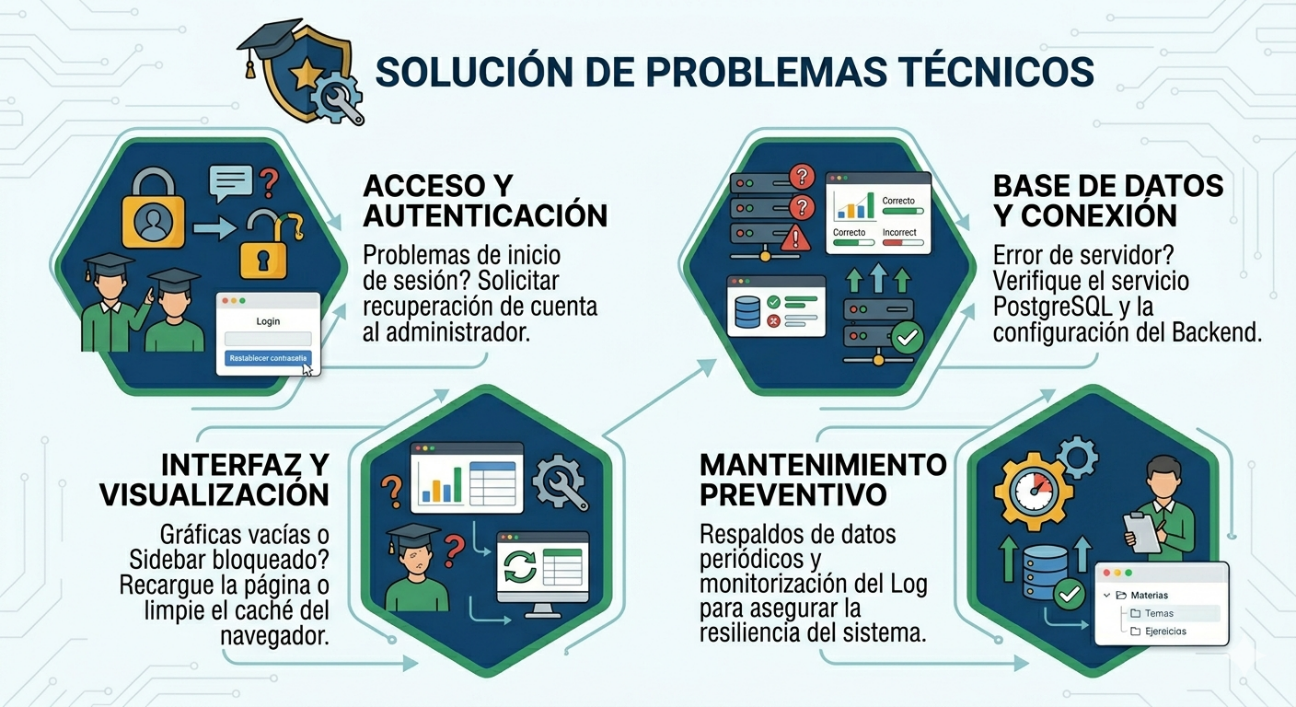 SOLUCIÓN DE PROBLEMAS TÉCNICOS
ACCESO Y
AUTENTICACIÓN
Problemas de inicio
de sesión? Solicitar
recuperación de cuenta
al administrador.
Login
Restablecer contraseña
BASE DE DATOS
Y CONEXIÓN
Error de servidor?
Verifique el servicio
PostgreSQL y la
configuración del Backend.
Correcto
Correcto
Incorrect
INTERFAZ Y
VISUALIZACIÓN
Gráficas vacías o
Sidebar bloqueado?
Recargue la página o
limpie el caché del
navegador.
MANTENIMIENTO
PREVENTIVO
Respaldos de datos
periódicos y
monitorización del Log
para asegurar la
resiliencia del sistema.
Materias
Temas
Ejereicias